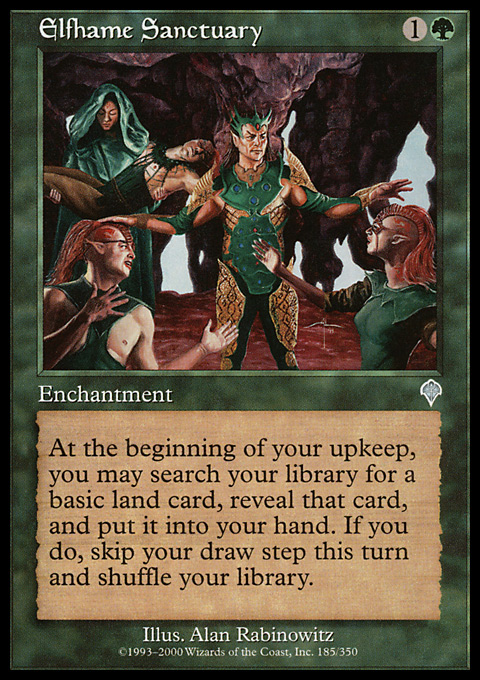 Elfhame Sanctuary 1
Enchantment
At the beginning of your upkeep,
you may search your library for a
basic land card, reveal that card,
and put it into your hand. If you
do, skip your draw step this turn
and shuffle your library.
Illus. Alan Rabinowitz
©1993–2000 Wizards of the Coast, Inc. 185/350